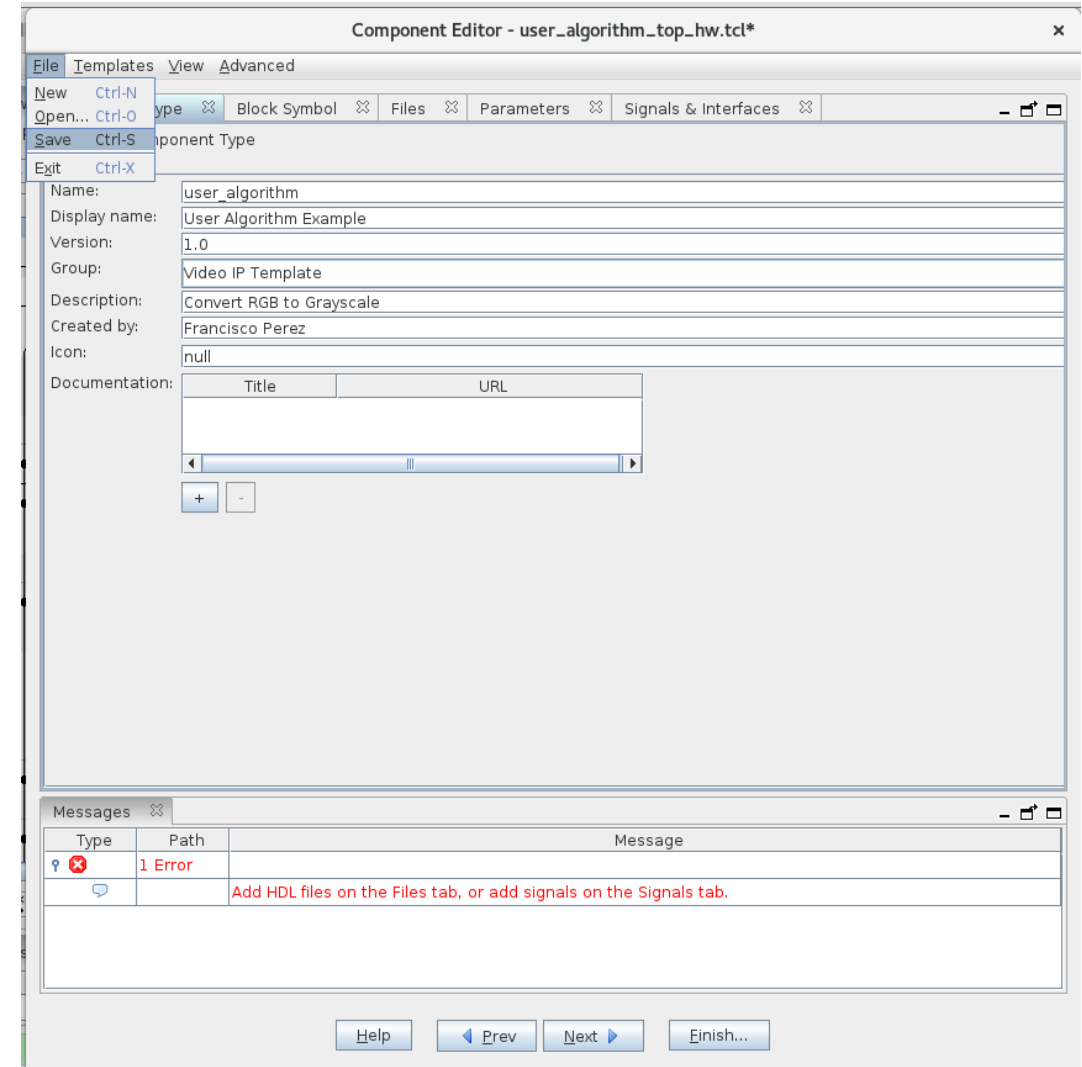 Component Editor - user_algorithm_top_hw.tcl*
File Templates View Advanced
New Ctrl-N
Open... Ctrl-O
Save Ctrl-S
Exit Ctrl-X
ype Block Symbol Files Parameters Signals & Interfaces
ponent Type
Name: user_algorithm
Display name: User Algorithm Example
Version: 1.0
Group: Video IP Template
Description: Convert RGB to Grayscale
Created by: Francisco Perez
Icon: null
Documentation: Title URL
+ -
Messages
Type Path Message
1 Error
Add HDL files on the Files tab, or add signals on the Signals tab.
Help Prev Next Finish...